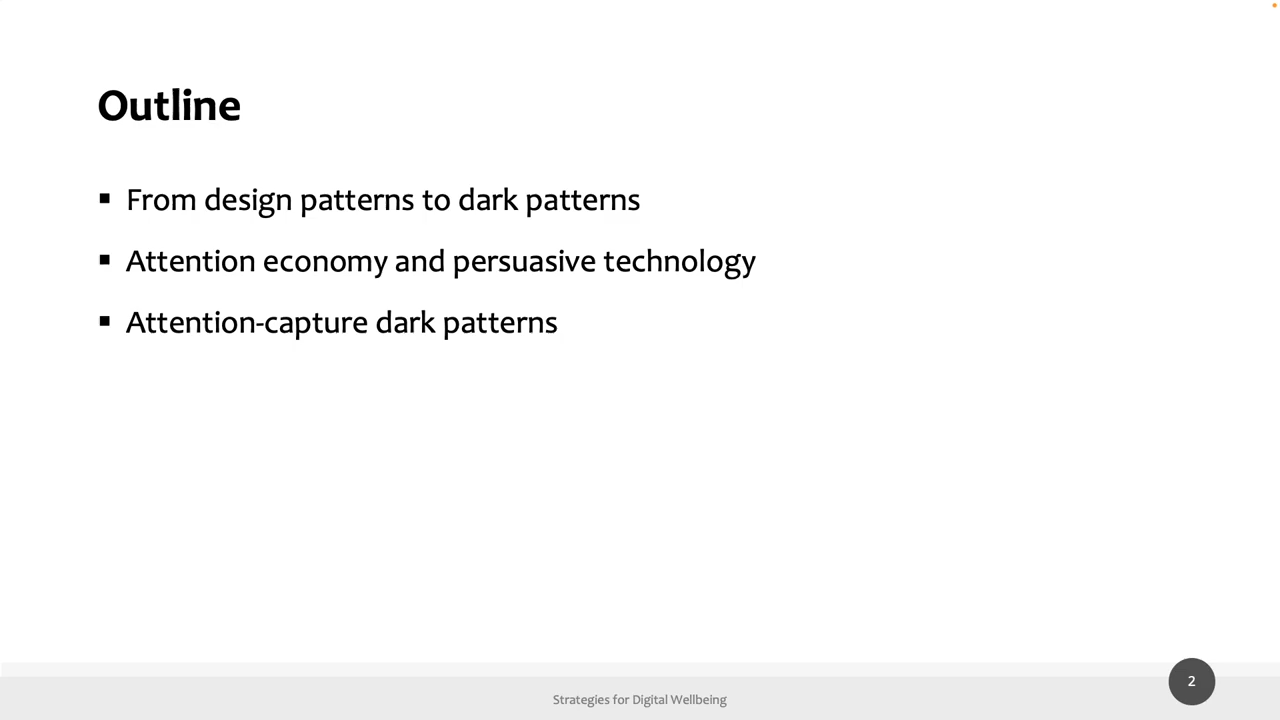 Outline
▪ From design patterns to dark patterns
▪ Attention economy and persuasive technology
▪ Attention-capture dark patterns
Strategies for Digital Wellbeing
2